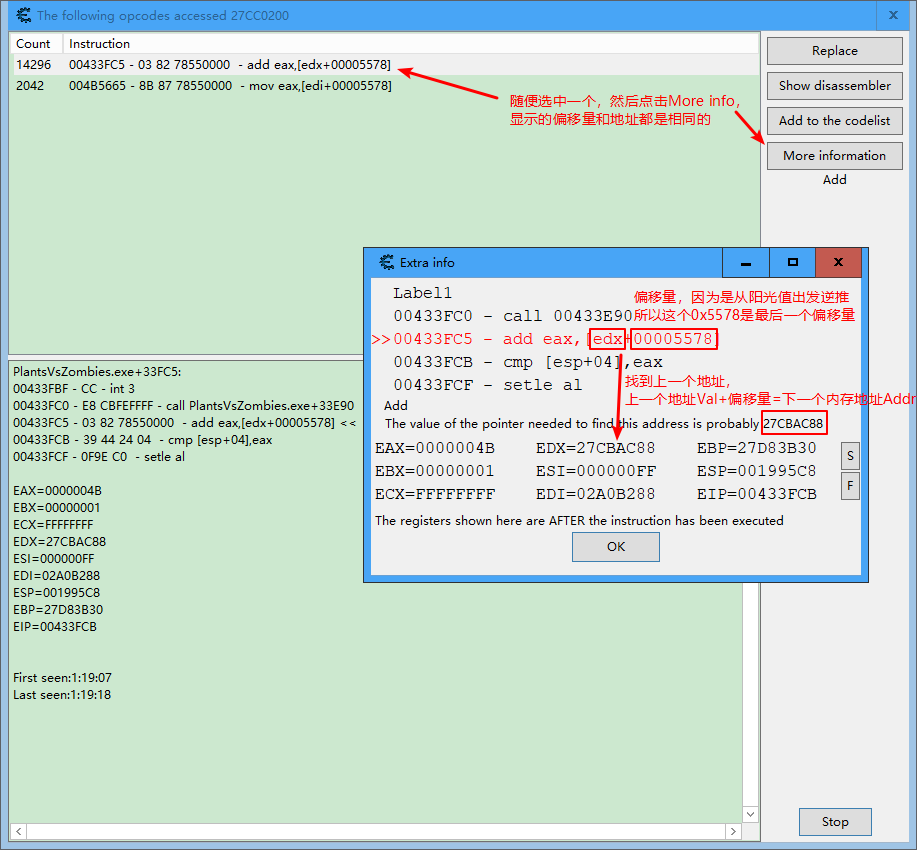 The following opcodes accessed 27CC0200
Count Instruction
14296 00433FC5 - 03 82 78550000 - add eax,[edx+00005578]
2042 004B5665 - 8B 87 78550000 - mov eax,[edi+00005578]
随便选中一个，然后点击More info，
显示的偏移量和地址都是相同的
Replace
Show disassembler
Add to the codelist
More information
Add
Extra info
Label1
00433FC0 - call 00433E90
>>00433FC5 - add eax,[edx+00005578]
00433FCB - cmp [esp+04],eax
00433FCF - setle al
偏移量，因为是从阳光值出发逆推
所以这个0x5578是最后一个偏移量
找到上一个地址，
上一个地址Val+偏移量=下一个内存地址Addr
Add
The value of the pointer needed to find this address is probably 27CBAC88
EAX=0000004B EDX=27CBAC88 EBP=27D83B30
EBX=00000001 ESI=000000FF ESP=001995C8
ECX=FFFFFFFF EDI=02A0B288 EIP=00433FCB
S
F
The registers shown here are AFTER the instruction has been executed
OK
PlantsVsZombies.exe+33FC5:
00433FBF - CC - int 3
00433FC0 - E8 CBFEFFFF - call PlantsVsZombies.exe+33E90
00433FC5 - 03 82 78550000 - add eax,[edx+00005578] <<
00433FCB - 39 44 24 04 - cmp [esp+04],eax
00433FCF - 0F9E C0 - setle al
EAX=0000004B
EBX=00000001
ECX=FFFFFFFF
EDX=27CBAC88
ESI=000000FF
EDI=02A0B288
ESP=001995C8
EBP=27D83B30
EIP=00433FCB
First seen:1:19:07
Last seen:1:19:18
Stop